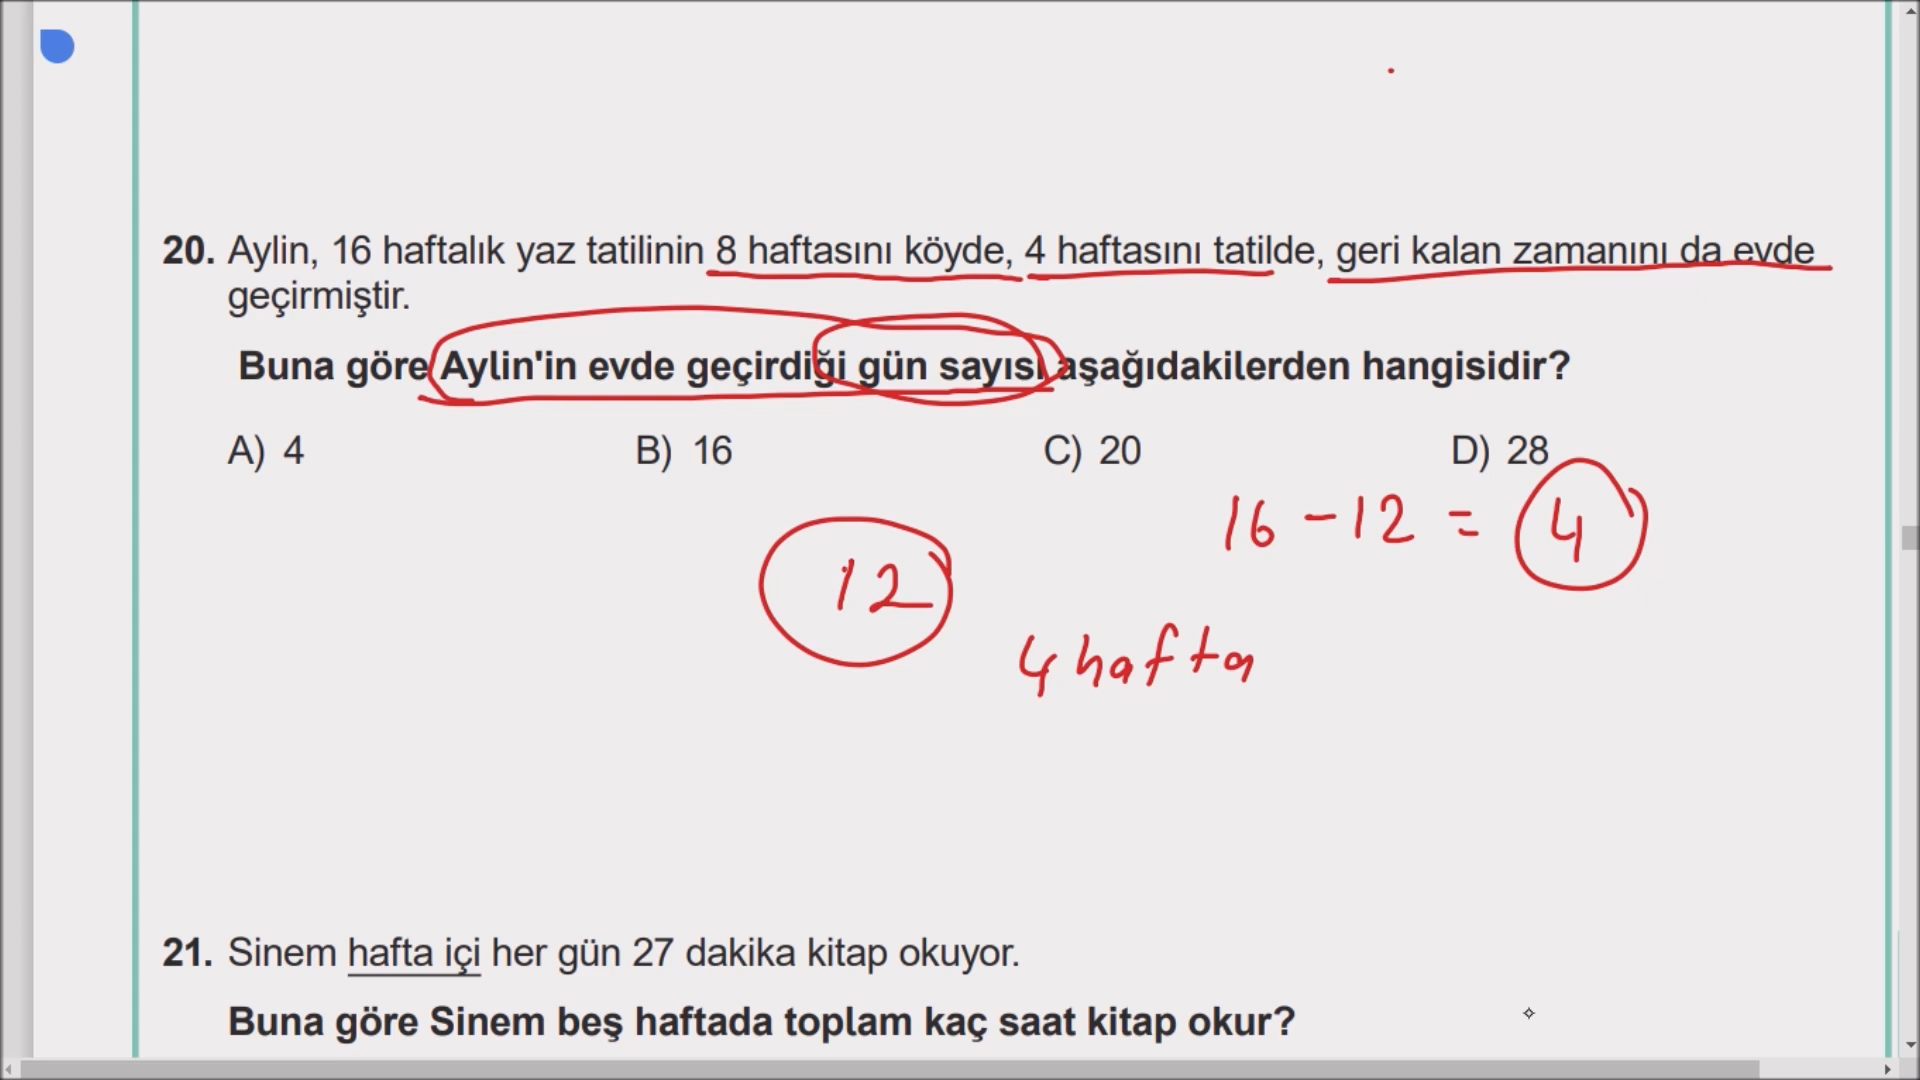 20. Aylin, 16 haftalık yaz tatilinin 8 haftasını köyde, 4 haftasını tatilde, geri kalan zamanını da evde
geçirmiştir.
Buna göre Aylin'in evde geçirdiği gün sayısı aşağıdakilerden hangisidir?
A) 4 B) 16 C) 20 D) 28
16 - 12 = 4
12
4 hafta
21. Sinem hafta içi her gün 27 dakika kitap okuyor.
Buna göre Sinem beş haftada toplam kaç saat kitap okur?